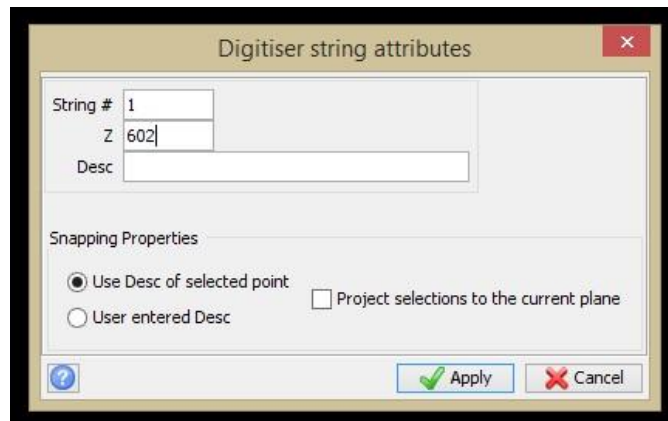 Digitiser string attributes
String # 1
Z 602
Desc
Snapping Properties
Use Desc of selected point
Project selections to the current plane
User entered Desc
? Apply Cancel